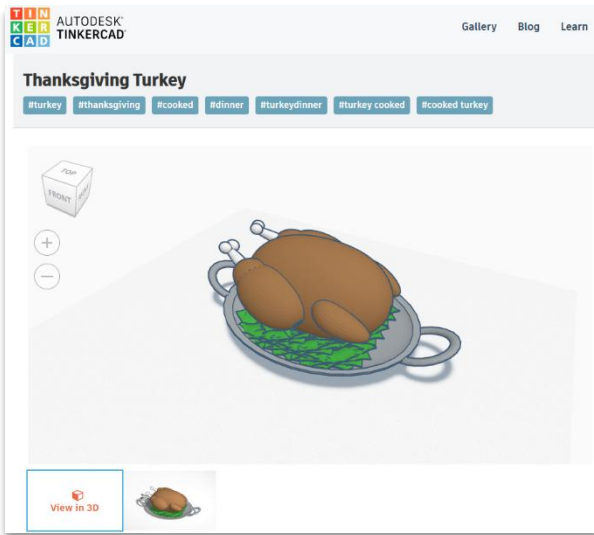 TIN
KER
CAD
AUTODESK®
TINKERCAD®
Gallery Blog Learn
Thanksgiving Turkey
#turkey #thanksgiving #cooked #dinner #turkeydinner #turkey cooked #cooked turkey
TOP
FRONT
View in 3D